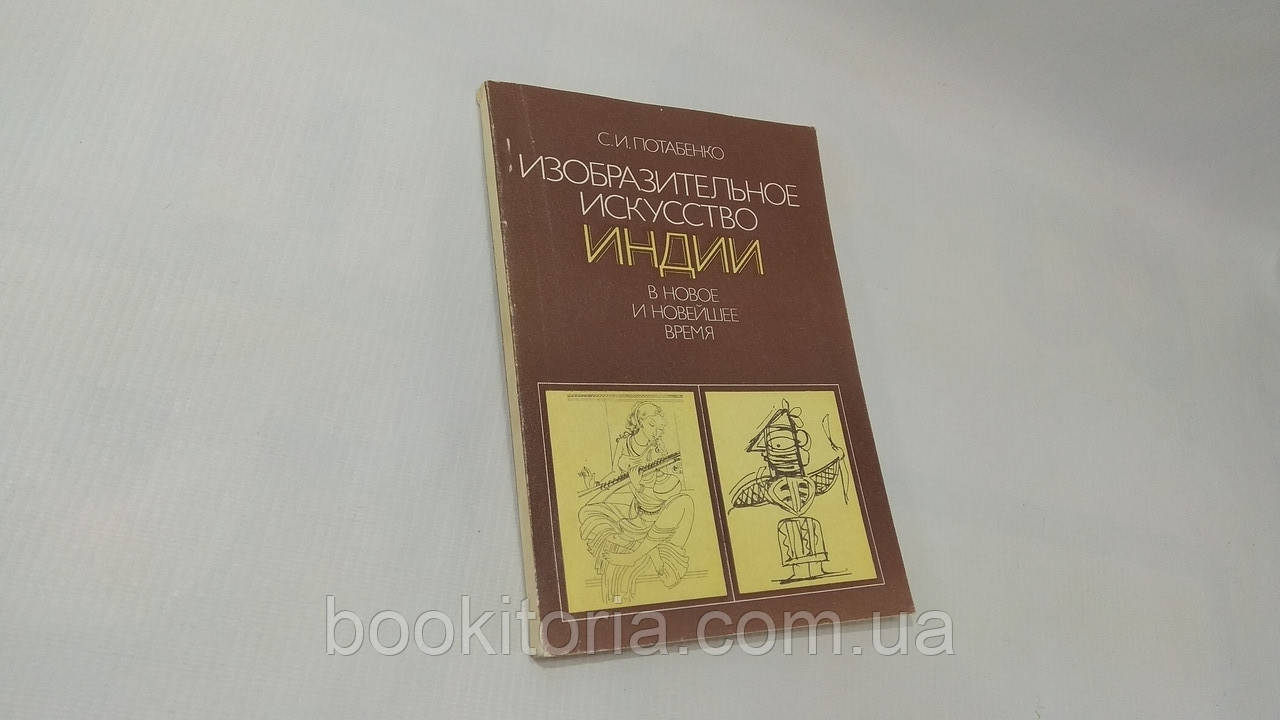 С.И. ПОТАБЕНКО
ИЗОБРАЗИТЕЛЬНОЕ
ИСКУССТВО
ИНДИИ
В НОВОЕ
И НОВЕЙШЕЕ
ВРЕМЯ
bookitoria.com.ua